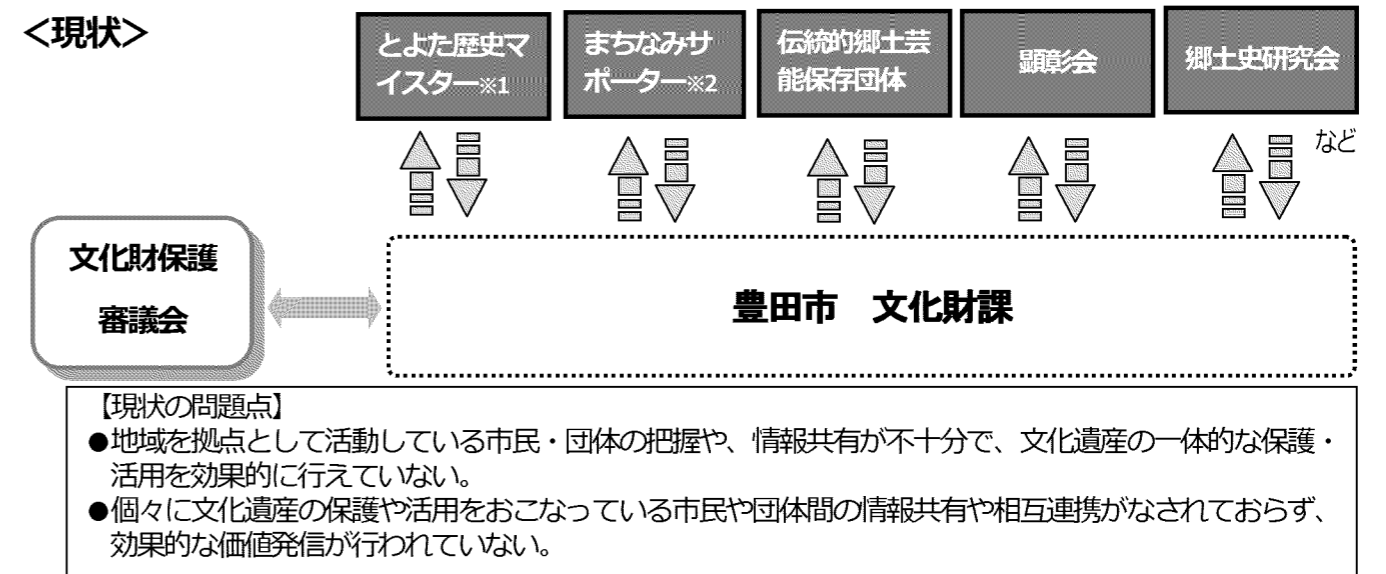 <現状>
とよた歴史マ
イスター※1
まちなみサ
ポーター※2
伝統的郷土芸
能保存団体
顕彰会
郷土史研究会
など
文化財保護
審議会
豊田市 文化財課
【現状の問題点】
●地域を拠点として活動している市民・団体の把握や、情報共有が不十分で、文化遺産の一体的な保護・
活用を効果的に行えていない。
●個々に文化遺産の保護や活用をおこなっている市民や団体間の情報共有や相互連携がなされておらず、
効果的な価値発信が行われていない。